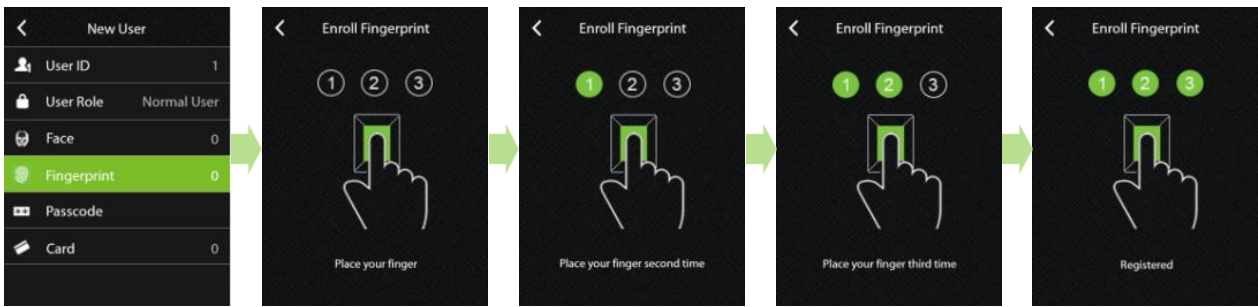 New User
User ID 1
User Role Normal User
Face 0
Fingerprint 0
Passcode
Card 0
Enroll Fingerprint
1 2 3
Place your finger
Enroll Fingerprint
1 2 3
Place your finger second time
Enroll Fingerprint
1 2 3
Place your finger third time
Enroll Fingerprint
1 2 3
Registered